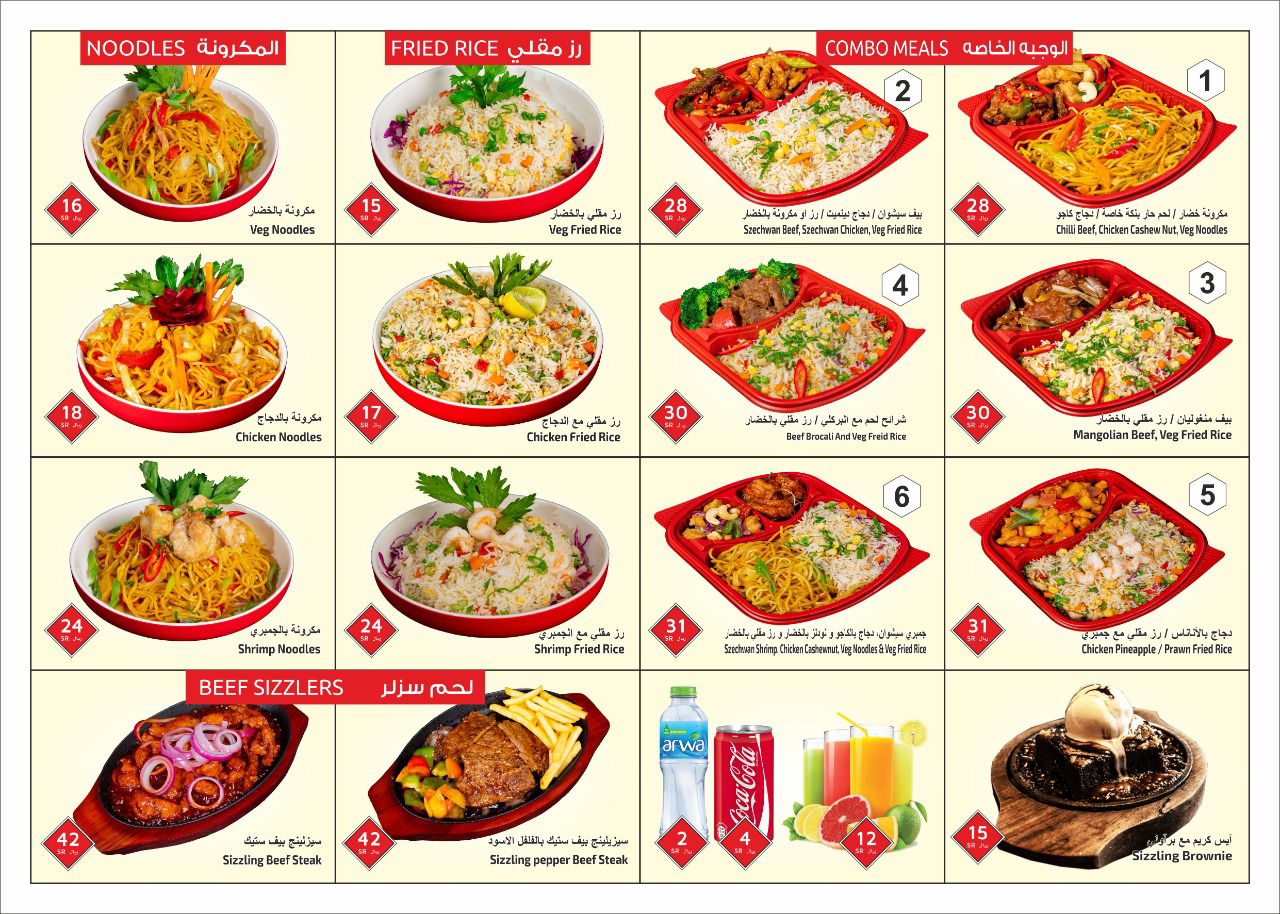 NOODLES المكرونة
16
SR ريال
مكرونة بالخضار
Veg Noodles
18
SR ريال
مكرونة بالدجاج
Chicken Noodles
24
SR ريال
مكرونة بالجمبري
Shrimp Noodles
FRIED RICE رز مقلي
15
SR ريال
رز مقلي بالخضار
Veg Fried Rice
17
SR ريال
رز مقلي مع الدجاج
Chicken Fried Rice
24
SR ريال
رز مقلي مع الجمبري
Shrimp Fried Rice
COMBO MEALS الوجبه الخاصه
1
28
SR ريال
مكرونة خضار / لحم حار بنكة خاصة / دجاج كاجو
Chilli Beef, Chicken Cashew Nut, Veg Noodles
2
28
SR ريال
بيف سيشوان / دجاج ديناميت / رز او مكرونة بالخضار
Szechwan Beef, Szechwan Chicken, Veg Fried Rice
3
30
SR ريال
بيف منغوليان / رز مقلي بالخضار
Mangolian Beef, Veg Fried Rice
4
30
SR ريال
شرائح لحم مع البركلي / رز مقلي بالخضار
Beef Brocali And Veg Freid Rice
5
31
SR ريال
دجاج بالأناناس / رز مقلي مع جمبري
Chicken Pineapple / Prawn Fried Rice
6
31
SR ريال
جمبري سيشوان، دجاج بالكاجو و نودلز بالخضار و رز مقلي بالخضار
Szechwan Shrimp, Chicken Cashewnut, Veg Noodles & Veg Fried Rice
BEEF SIZZLERS لحم سزلر
42
SR ريال
سيزلينج بيف ستيك
Sizzling Beef Steak
42
SR ريال
سيزيلينج بيف ستيك بالفلفل الاسود
Sizzling pepper Beef Steak
arwa
Coca-Cola
2
SR ريال
4
SR ريال
12
SR ريال
15
SR ريال
آيس كريم مع براوني
Sizzling Brownie